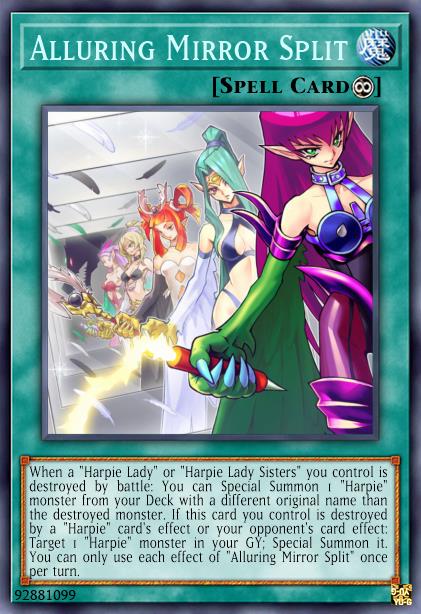 Alluring Mirror Split
魔
[Spell Card∞]
When a "Harpie Lady" or "Harpie Lady Sisters" you control is
destroyed by battle: You can Special Summon 1 "Harpie"
monster from your Deck with a different original name than
the destroyed monster. If this card you control is destroyed
by a "Harpie" card's effect or your opponent's card effect:
Target 1 "Harpie" monster in your GY; Special Summon it.
You can only use each effect of "Alluring Mirror Split" once
per turn.
92881099